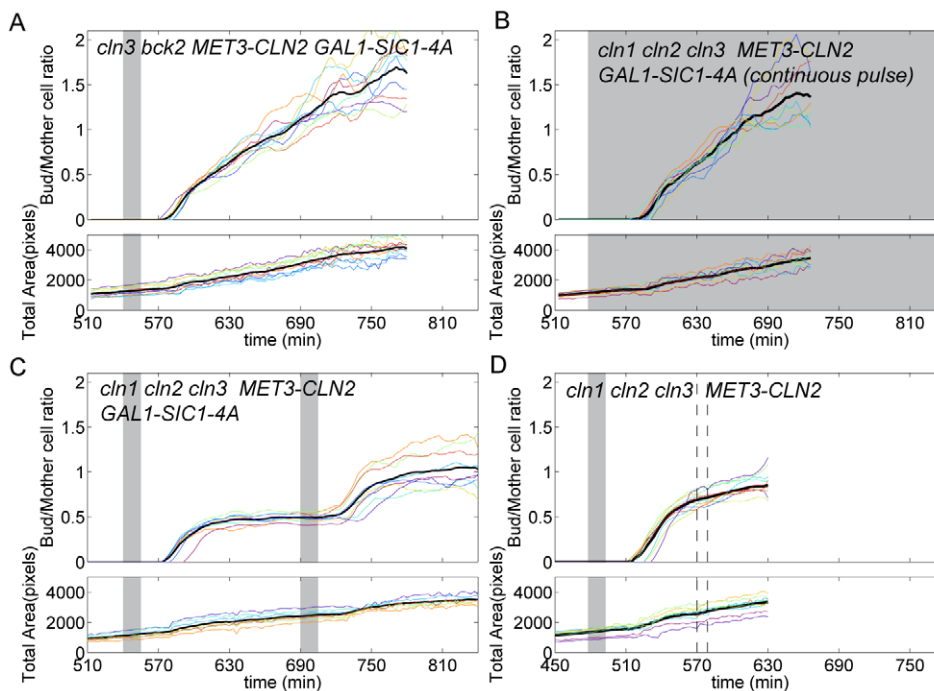 A
cln3 bck2 MET3-CLN2 GAL1-SIC1-4A
Bud/Mother cell ratio
2
1.5
1
0.5
0
Total Area(pixels)
4000
2000
0
510 570 630 690 750 810
time (min)
B
cln1 cln2 cln3 MET3-CLN2
GAL1-SIC1-4A (continuous pulse)
Bud/Mother cell ratio
2
1.5
1
0.5
0
Total Area(pixels)
4000
2000
0
510 570 630 690 750 810
time (min)
C
cln1 cln2 cln3 MET3-CLN2
GAL1-SIC1-4A
Bud/Mother cell ratio
2
1.5
1
0.5
0
Total Area(pixels)
4000
2000
0
510 570 630 690 750 810
time (min)
D
cln1 cln2 cln3 MET3-CLN2
Bud/Mother cell ratio
2
1.5
1
0.5
0
Total Area(pixels)
4000
2000
0
450 510 570 630 690 750
time (min)